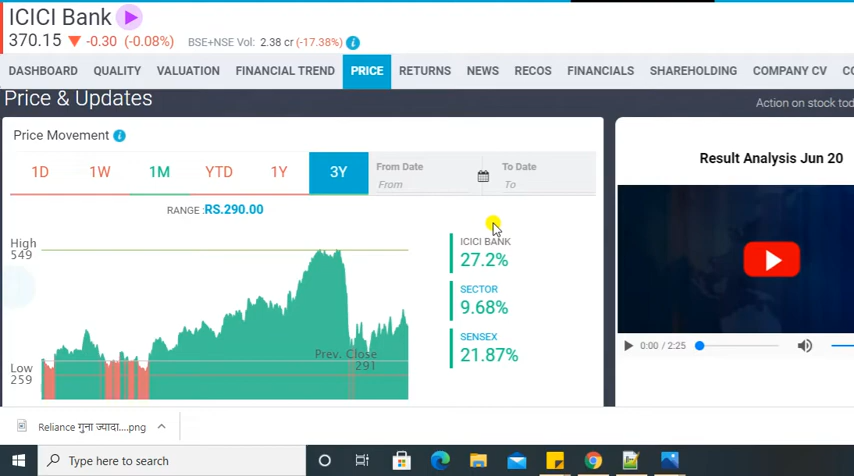 ICICI Bank
370.15 ▼ -0.30 (-0.08%) BSE+NSE Vol: 2.38 cr (-17.38%) i
DASHBOARD QUALITY VALUATION FINANCIAL TREND PRICE RETURNS NEWS RECOS FINANCIALS SHAREHOLDING COMPANY CV CO
Price & Updates
Action on stock tod
Price Movement i
1D 1W 1M YTD 1Y 3Y
From Date
From
To Date
To
RANGE :RS.290.00
High
549
Low
259
Prev. Close
291
ICICI BANK
27.2%
SECTOR
9.68%
SENSEX
21.87%
Result Analysis Jun 20
0:00 / 2:25
Reliance गुना ज्यादा....png
Type here to search